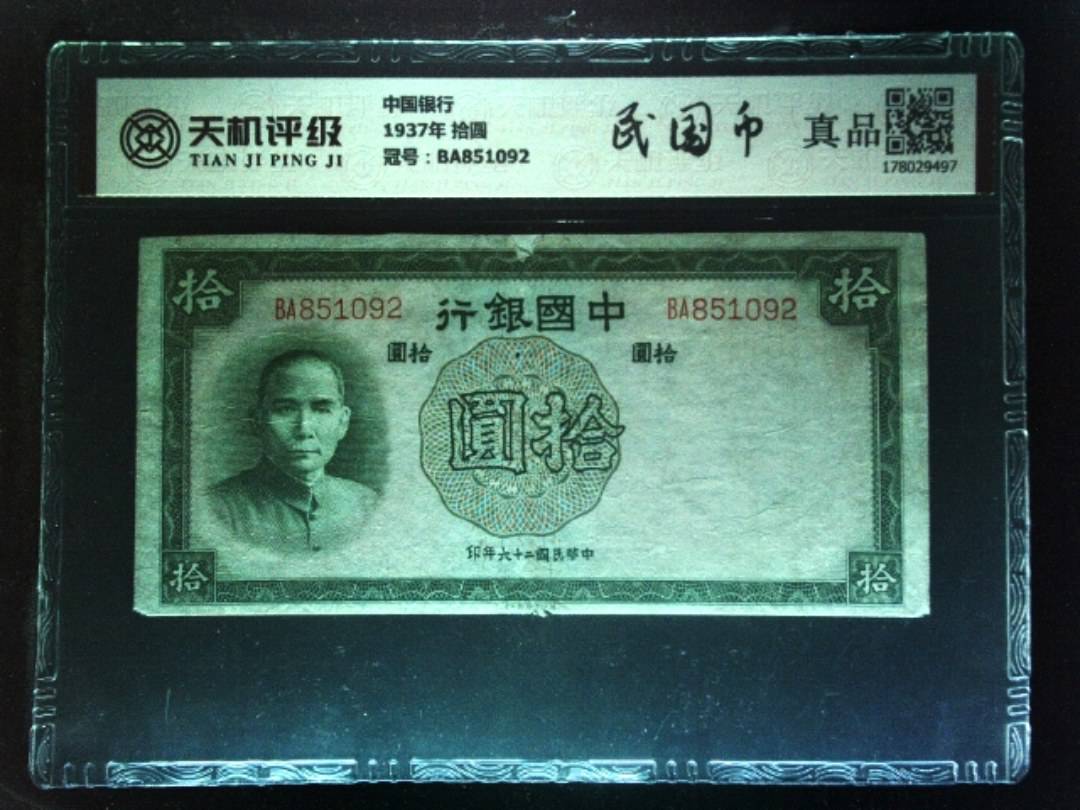 天机评级
TIAN JI PING JI
中国银行
1937年 拾圆
冠号：BA851092
民国币
真品
178029497
拾
拾
BA851092
行銀國中
BA851092
圓拾
圓拾
圓拾
印年六十二國民華中
拾
拾